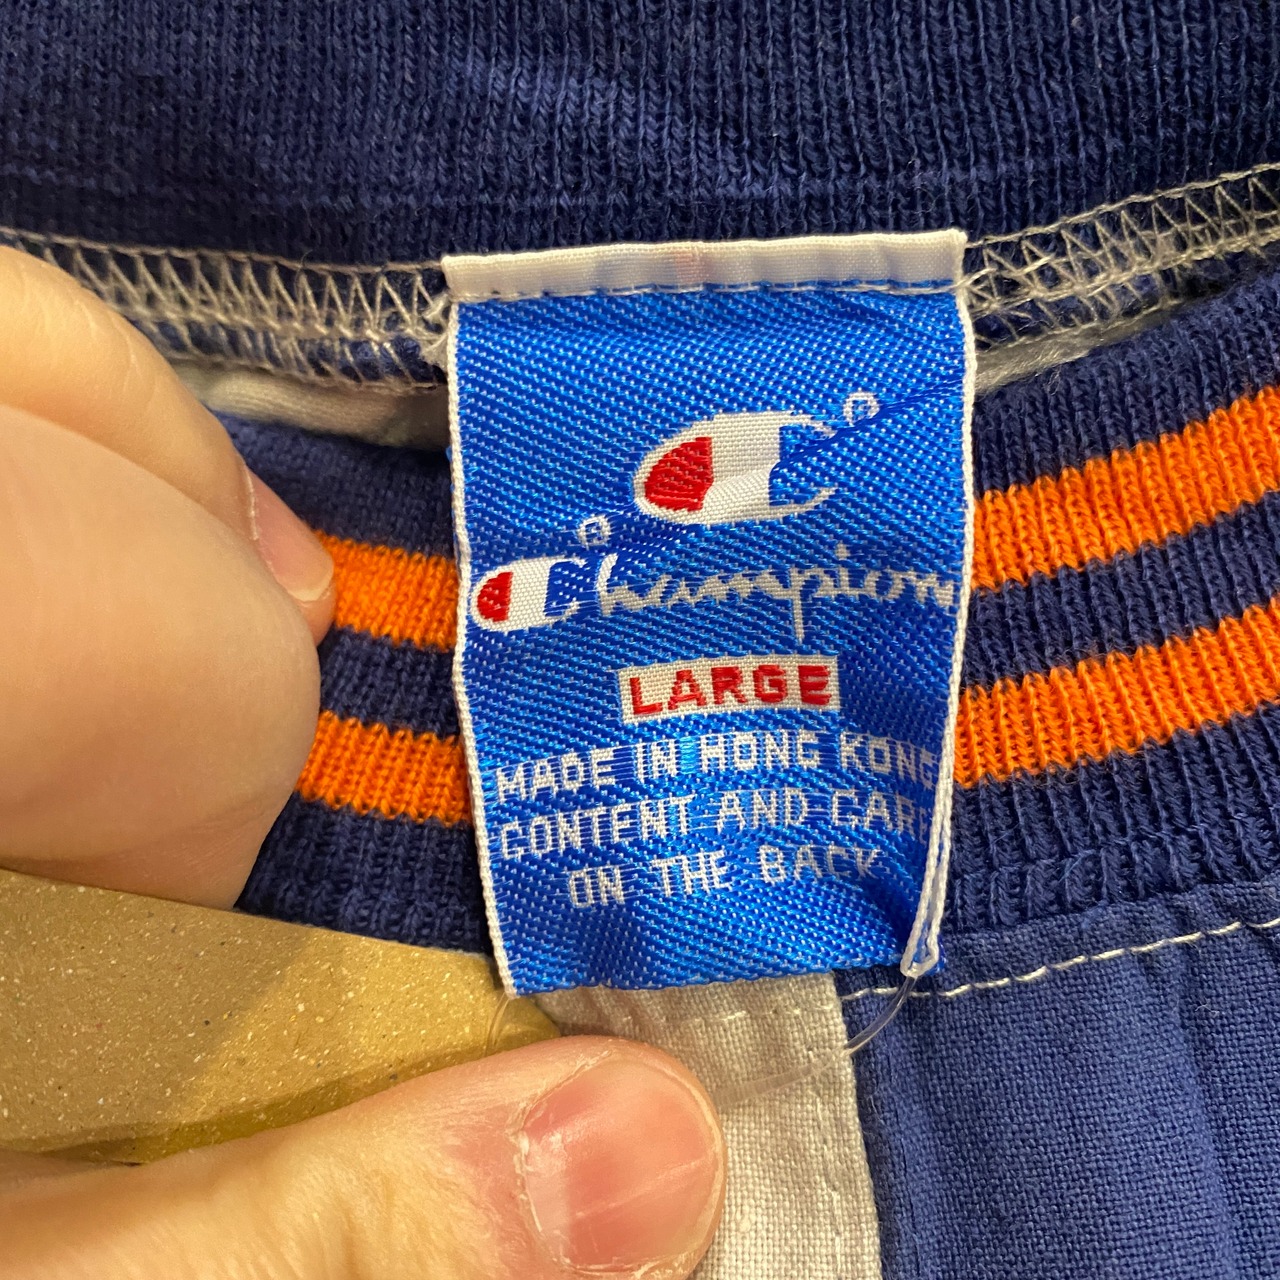 ®
® Champion
LARGE
MADE IN HONG KONG
CONTENT AND CARE
ON THE BACK